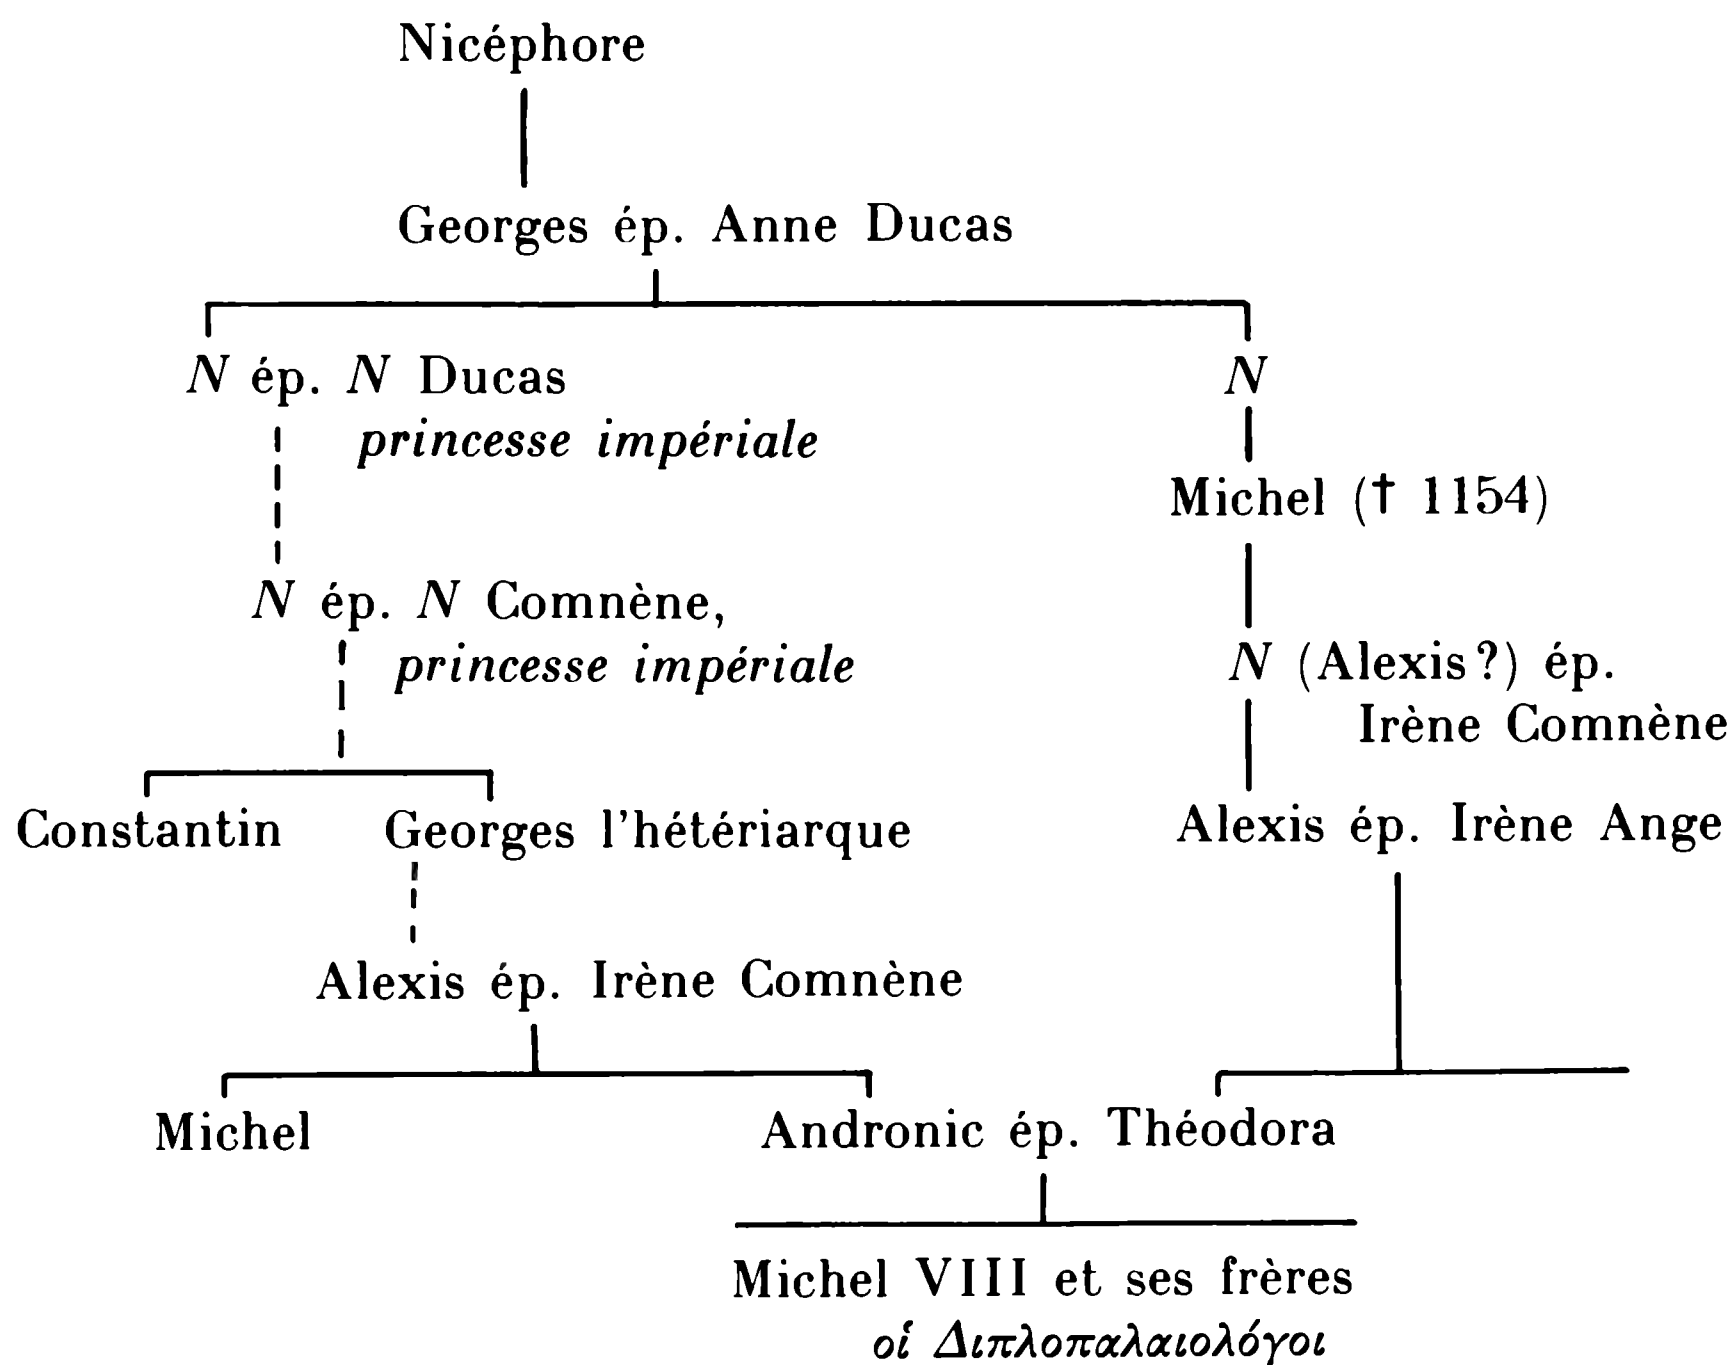 Nicéphore
Georges ép. Anne Ducas
N ép. N Ducas
princesse impériale
N
Michel († 1154)
N ép. N Comnène,
princesse impériale
N (Alexis?) ép.
Irène Comnène
Constantin
Georges l'hétériarque
Alexis ép. Irène Ange
Alexis ép. Irène Comnène
Michel
Andronic ép. Théodora
Michel VIII et ses frères
οἱ Διπλοπαλαιολόγοι